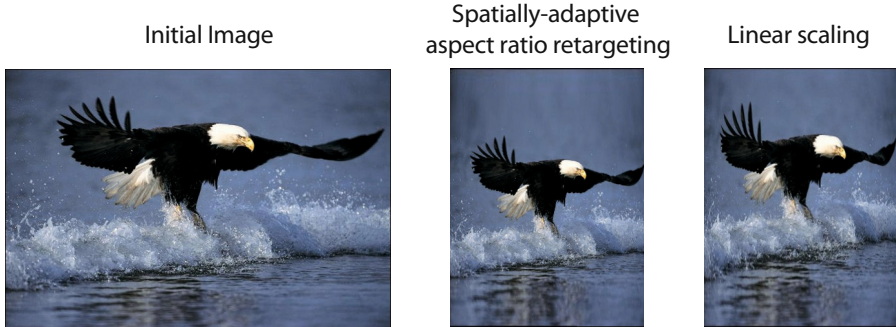 Initial Image
Spatially-adaptive
aspect ratio retargeting
Linear scaling